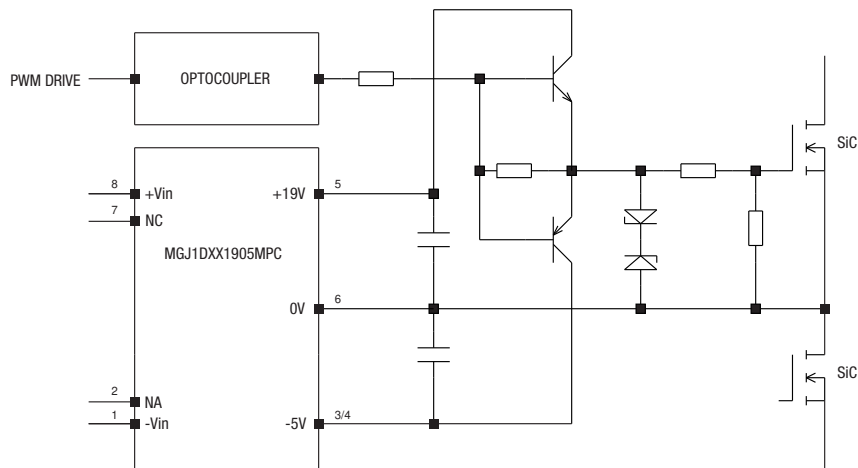 PWM DRIVE
OPTOCOUPLER
SiC
8
+Vin
+19V
5
7
NC
MGJ1DXX1905MPC
0V
6
SiC
2
NA
1
-Vin
-5V
3/4